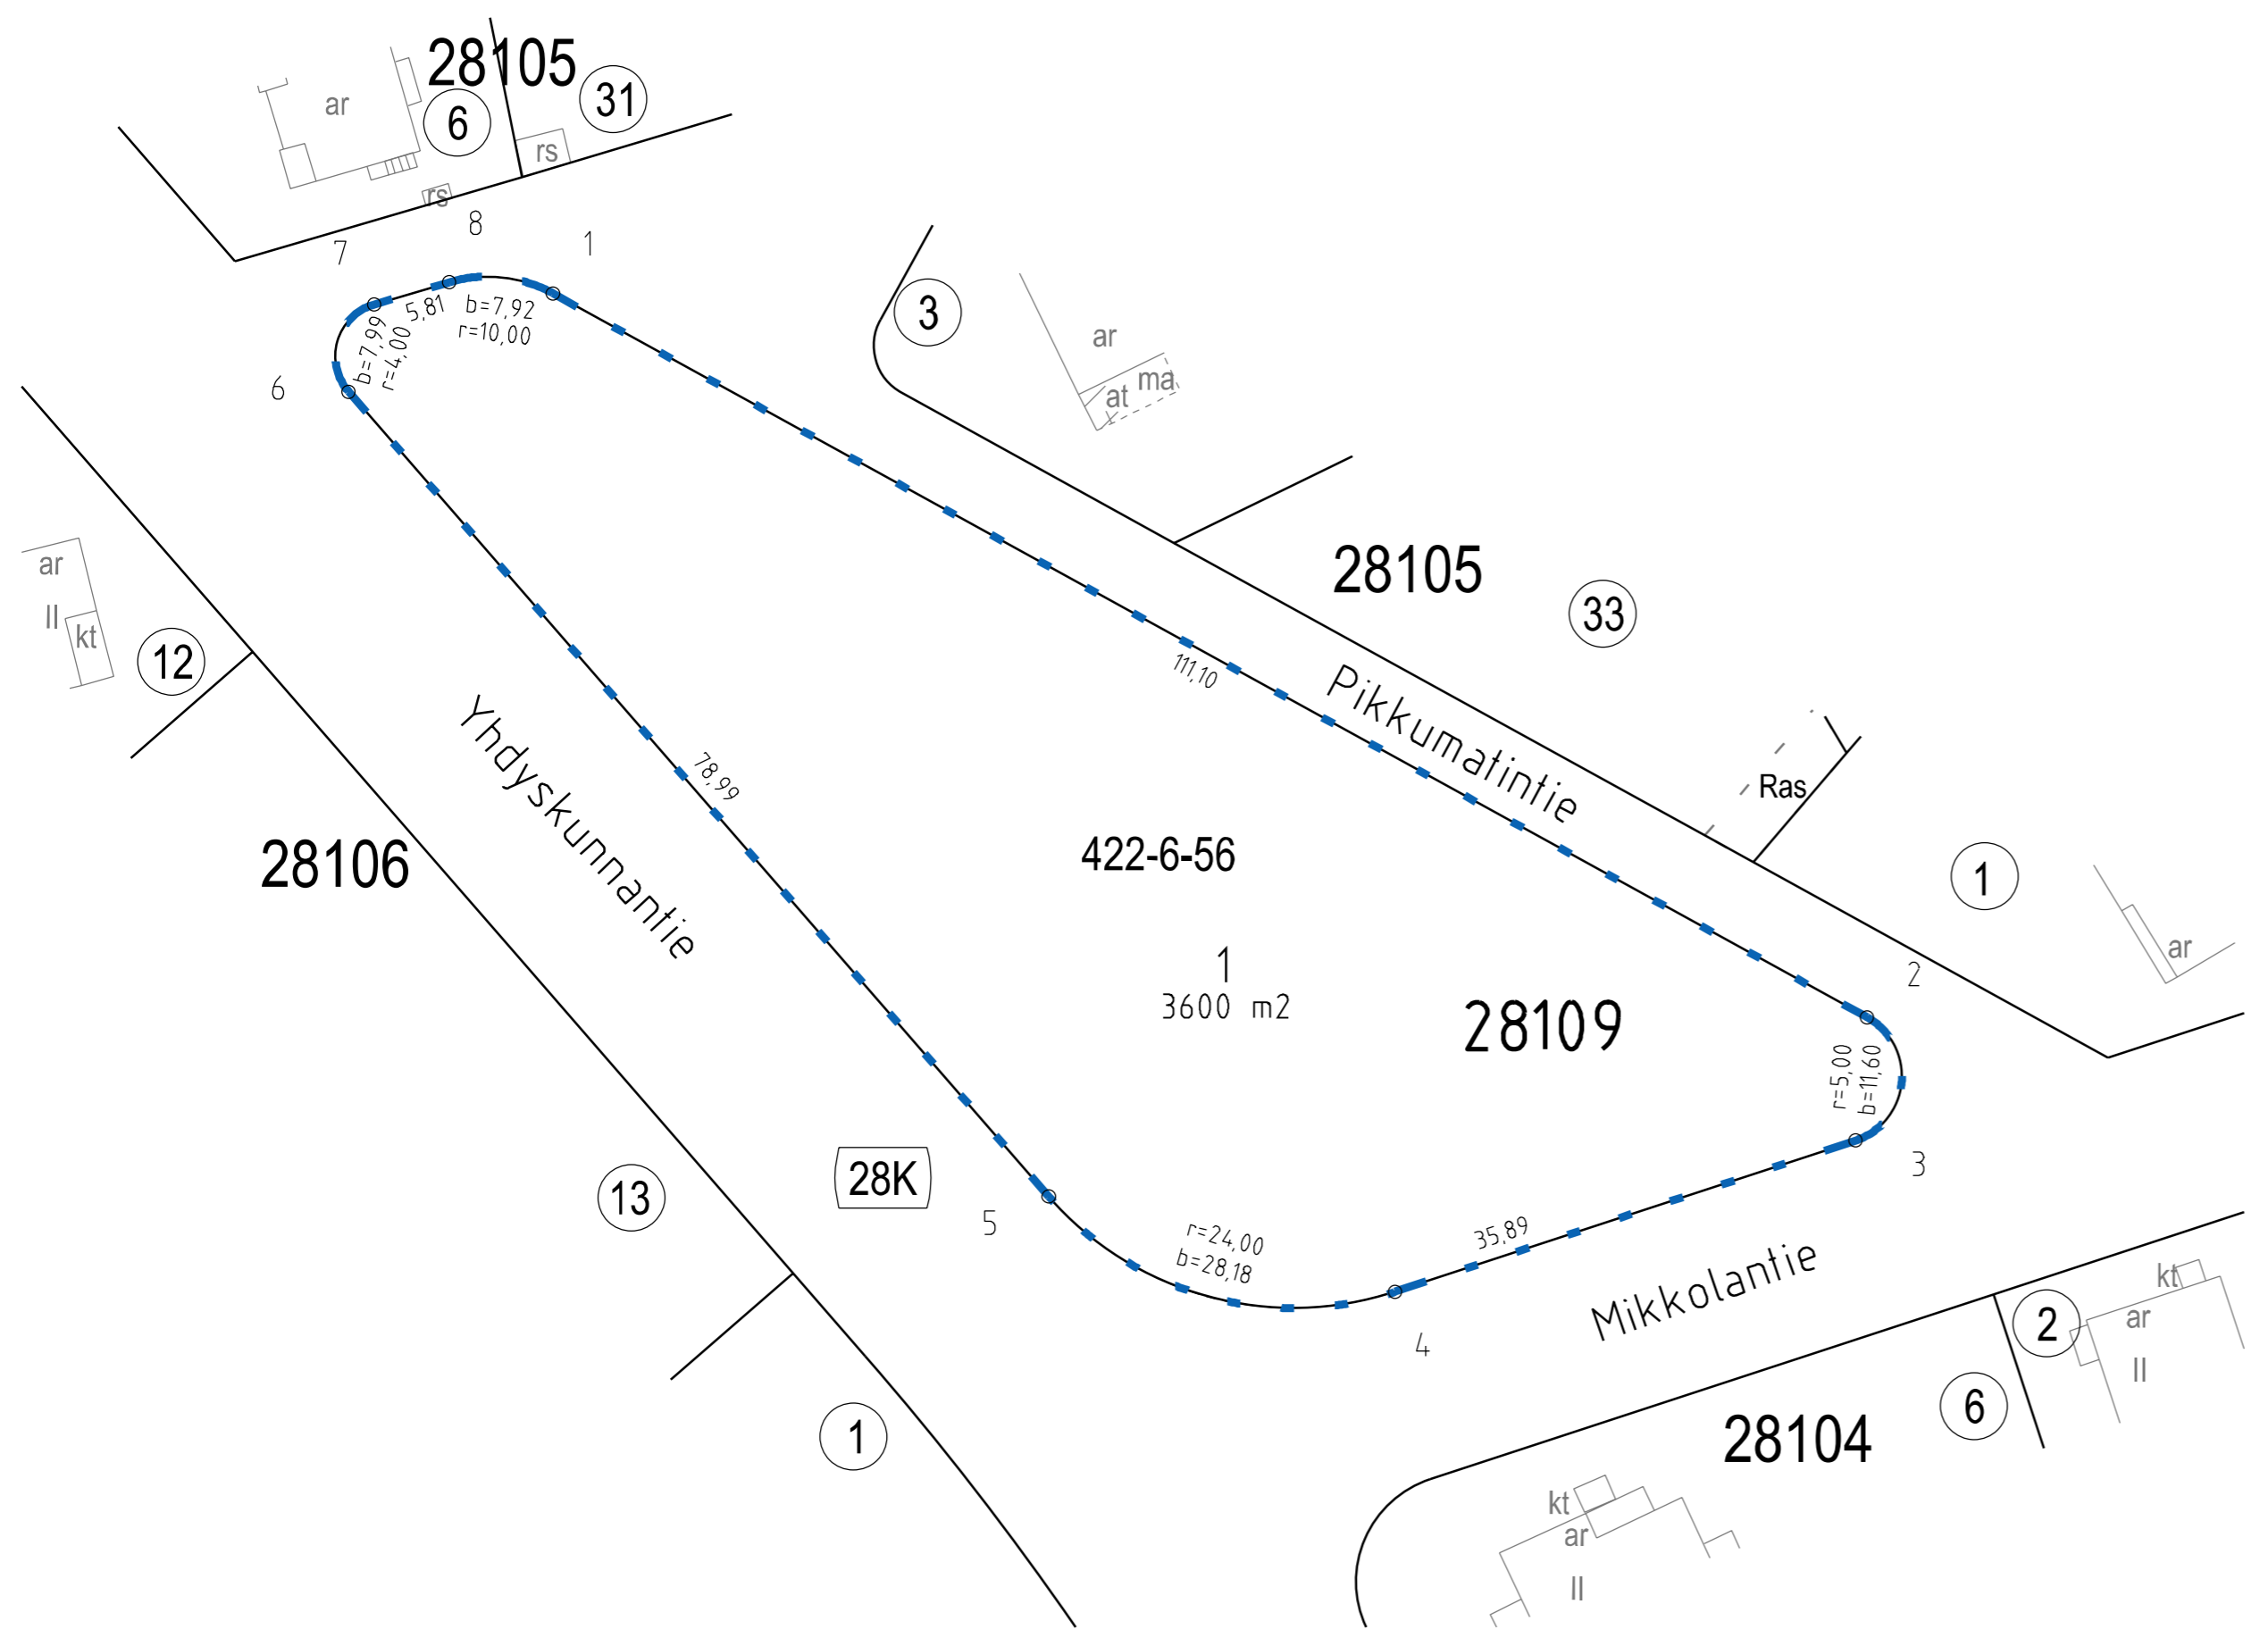 28105
31
ar
6
rs
rs
8
1
7
5,81
b=7,92
r=10,00
b=7,99
r=4,00
6
3
ar
ma
at
28105
33
ar
II
kt
12
111,10
Pikkumatintie
Yhdyskunnantie
78,99
Ras
28106
422-6-56
1
ar
1
3600 m2
28109
2
r=5,00
b=11,60
13
28K
3
5
r=24,00
b=28,18
35,89
Mikkolantie
4
kt
ar
2
II
1
6
28104
kt
ar
II